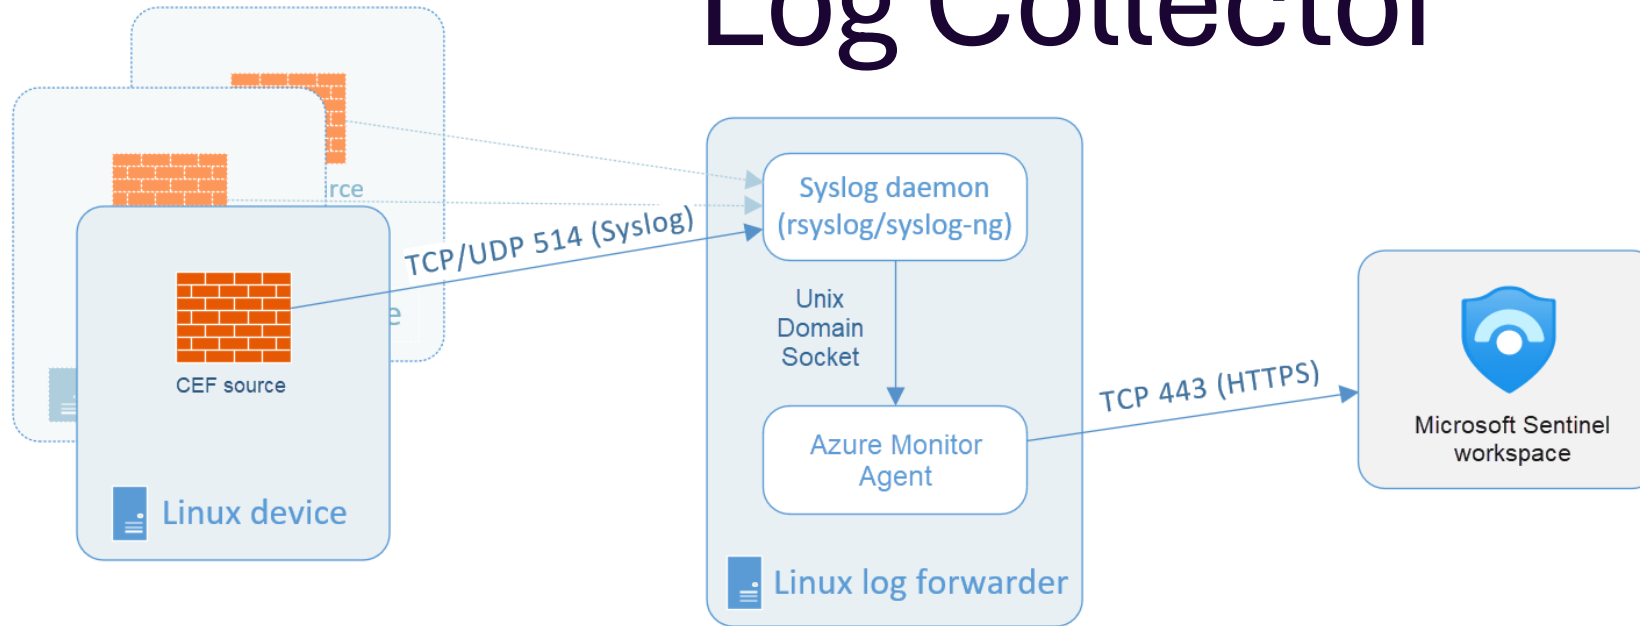 Log Collector
rce
Syslog daemon
(rsyslog/syslog-ng)
TCP/UDP 514 (Syslog)
e
CEF source
Unix
Domain
Socket
TCP 443 (HTTPS)
Azure Monitor
Agent
Microsoft Sentinel
workspace
Linux device
Linux log forwarder